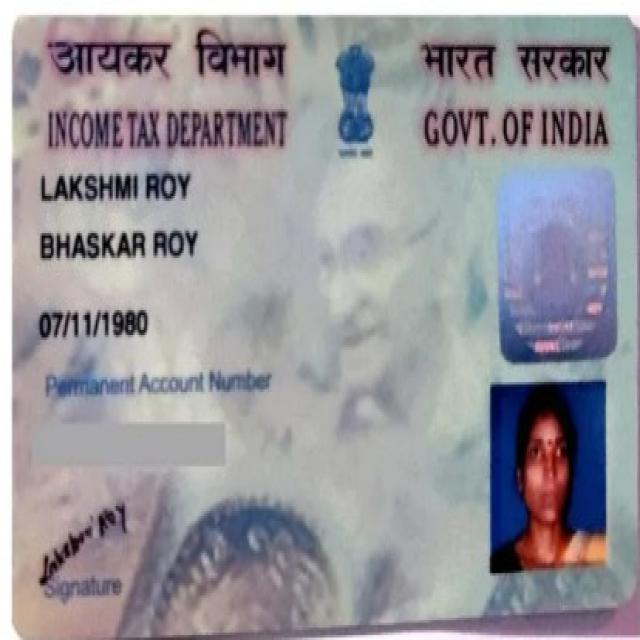 आयकर विभाग भारत सरकार
INCOME TAX DEPARTMENT GOVT. OF INDIA
LAKSHMI ROY
BHASKAR ROY
07/11/1980
Permanent Account Number
Lakshmi Roy
Signature